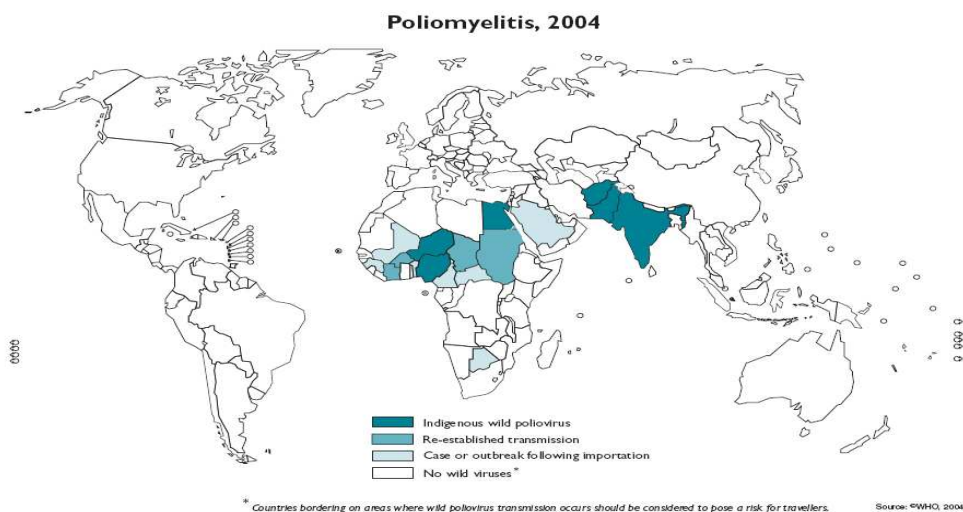 Poliomyelitis, 2004
Indigenous wild poliovirus
Re-established transmission
Case or outbreak following importation
No wild viruses*
* Countries bordering on areas where wild poliovirus transmission occurs should be considered to pose a risk for travellers.
Source: ©WHO, 2004